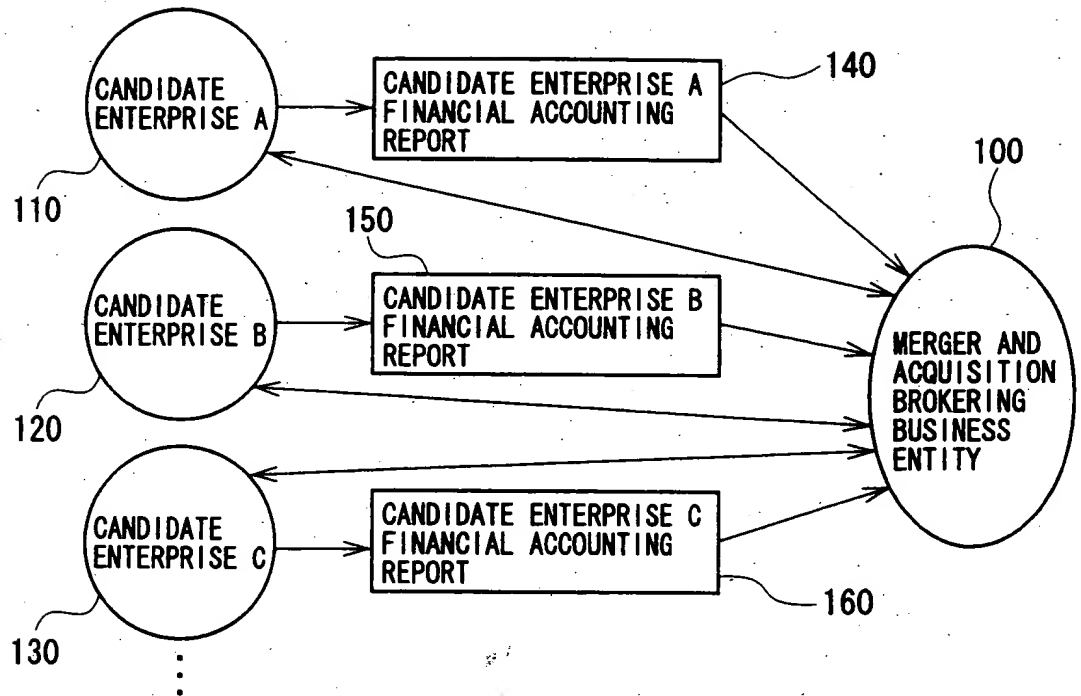 CANDIDATE
ENTERPRISE A
110
CANDIDATE ENTERPRISE A
FINANCIAL ACCOUNTING
REPORT
140
100
CANDIDATE
ENTERPRISE B
120
150
CANDIDATE ENTERPRISE B
FINANCIAL ACCOUNTING
REPORT
MERGER AND
ACQUISITION
BROKERING
BUSINESS
ENTITY
CANDIDATE
ENTERPRISE C
130
CANDIDATE ENTERPRISE C
FINANCIAL ACCOUNTING
REPORT
160